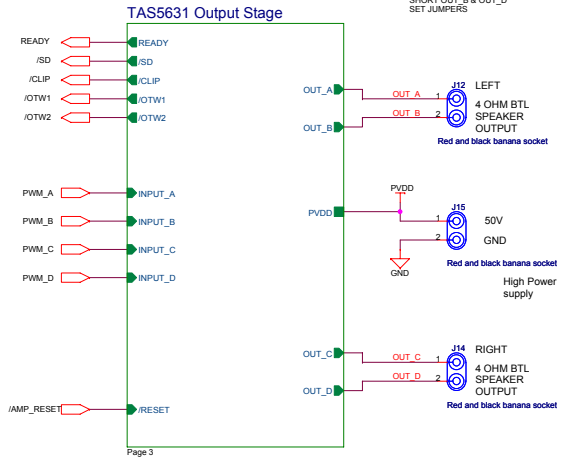 SHORT OUT_B & OUT_D
SET JUMPERS
TAS5631 Output Stage
READY
READY
/SD
/SD
/CLIP
/CLIP
/OTW1
/OTW1
/OTW2
/OTW2
OUT_A
OUT_A
1
J12
LEFT
4 OHM BTL
SPEAKER
OUTPUT
OUT_B
OUT_B
2
Red and black banana socket
PWM_A
INPUT_A
PWM_B
INPUT_B
PWM_C
INPUT_C
PWM_D
INPUT_D
PVDD
PVDD
J15
1
50V
2
GND
GND
Red and black banana socket
High Power
supply
OUT_C
OUT_C
1
J14
RIGHT
4 OHM BTL
SPEAKER
OUTPUT
OUT_D
OUT_D
2
Red and black banana socket
/AMP_RESET
/RESET
Page 3